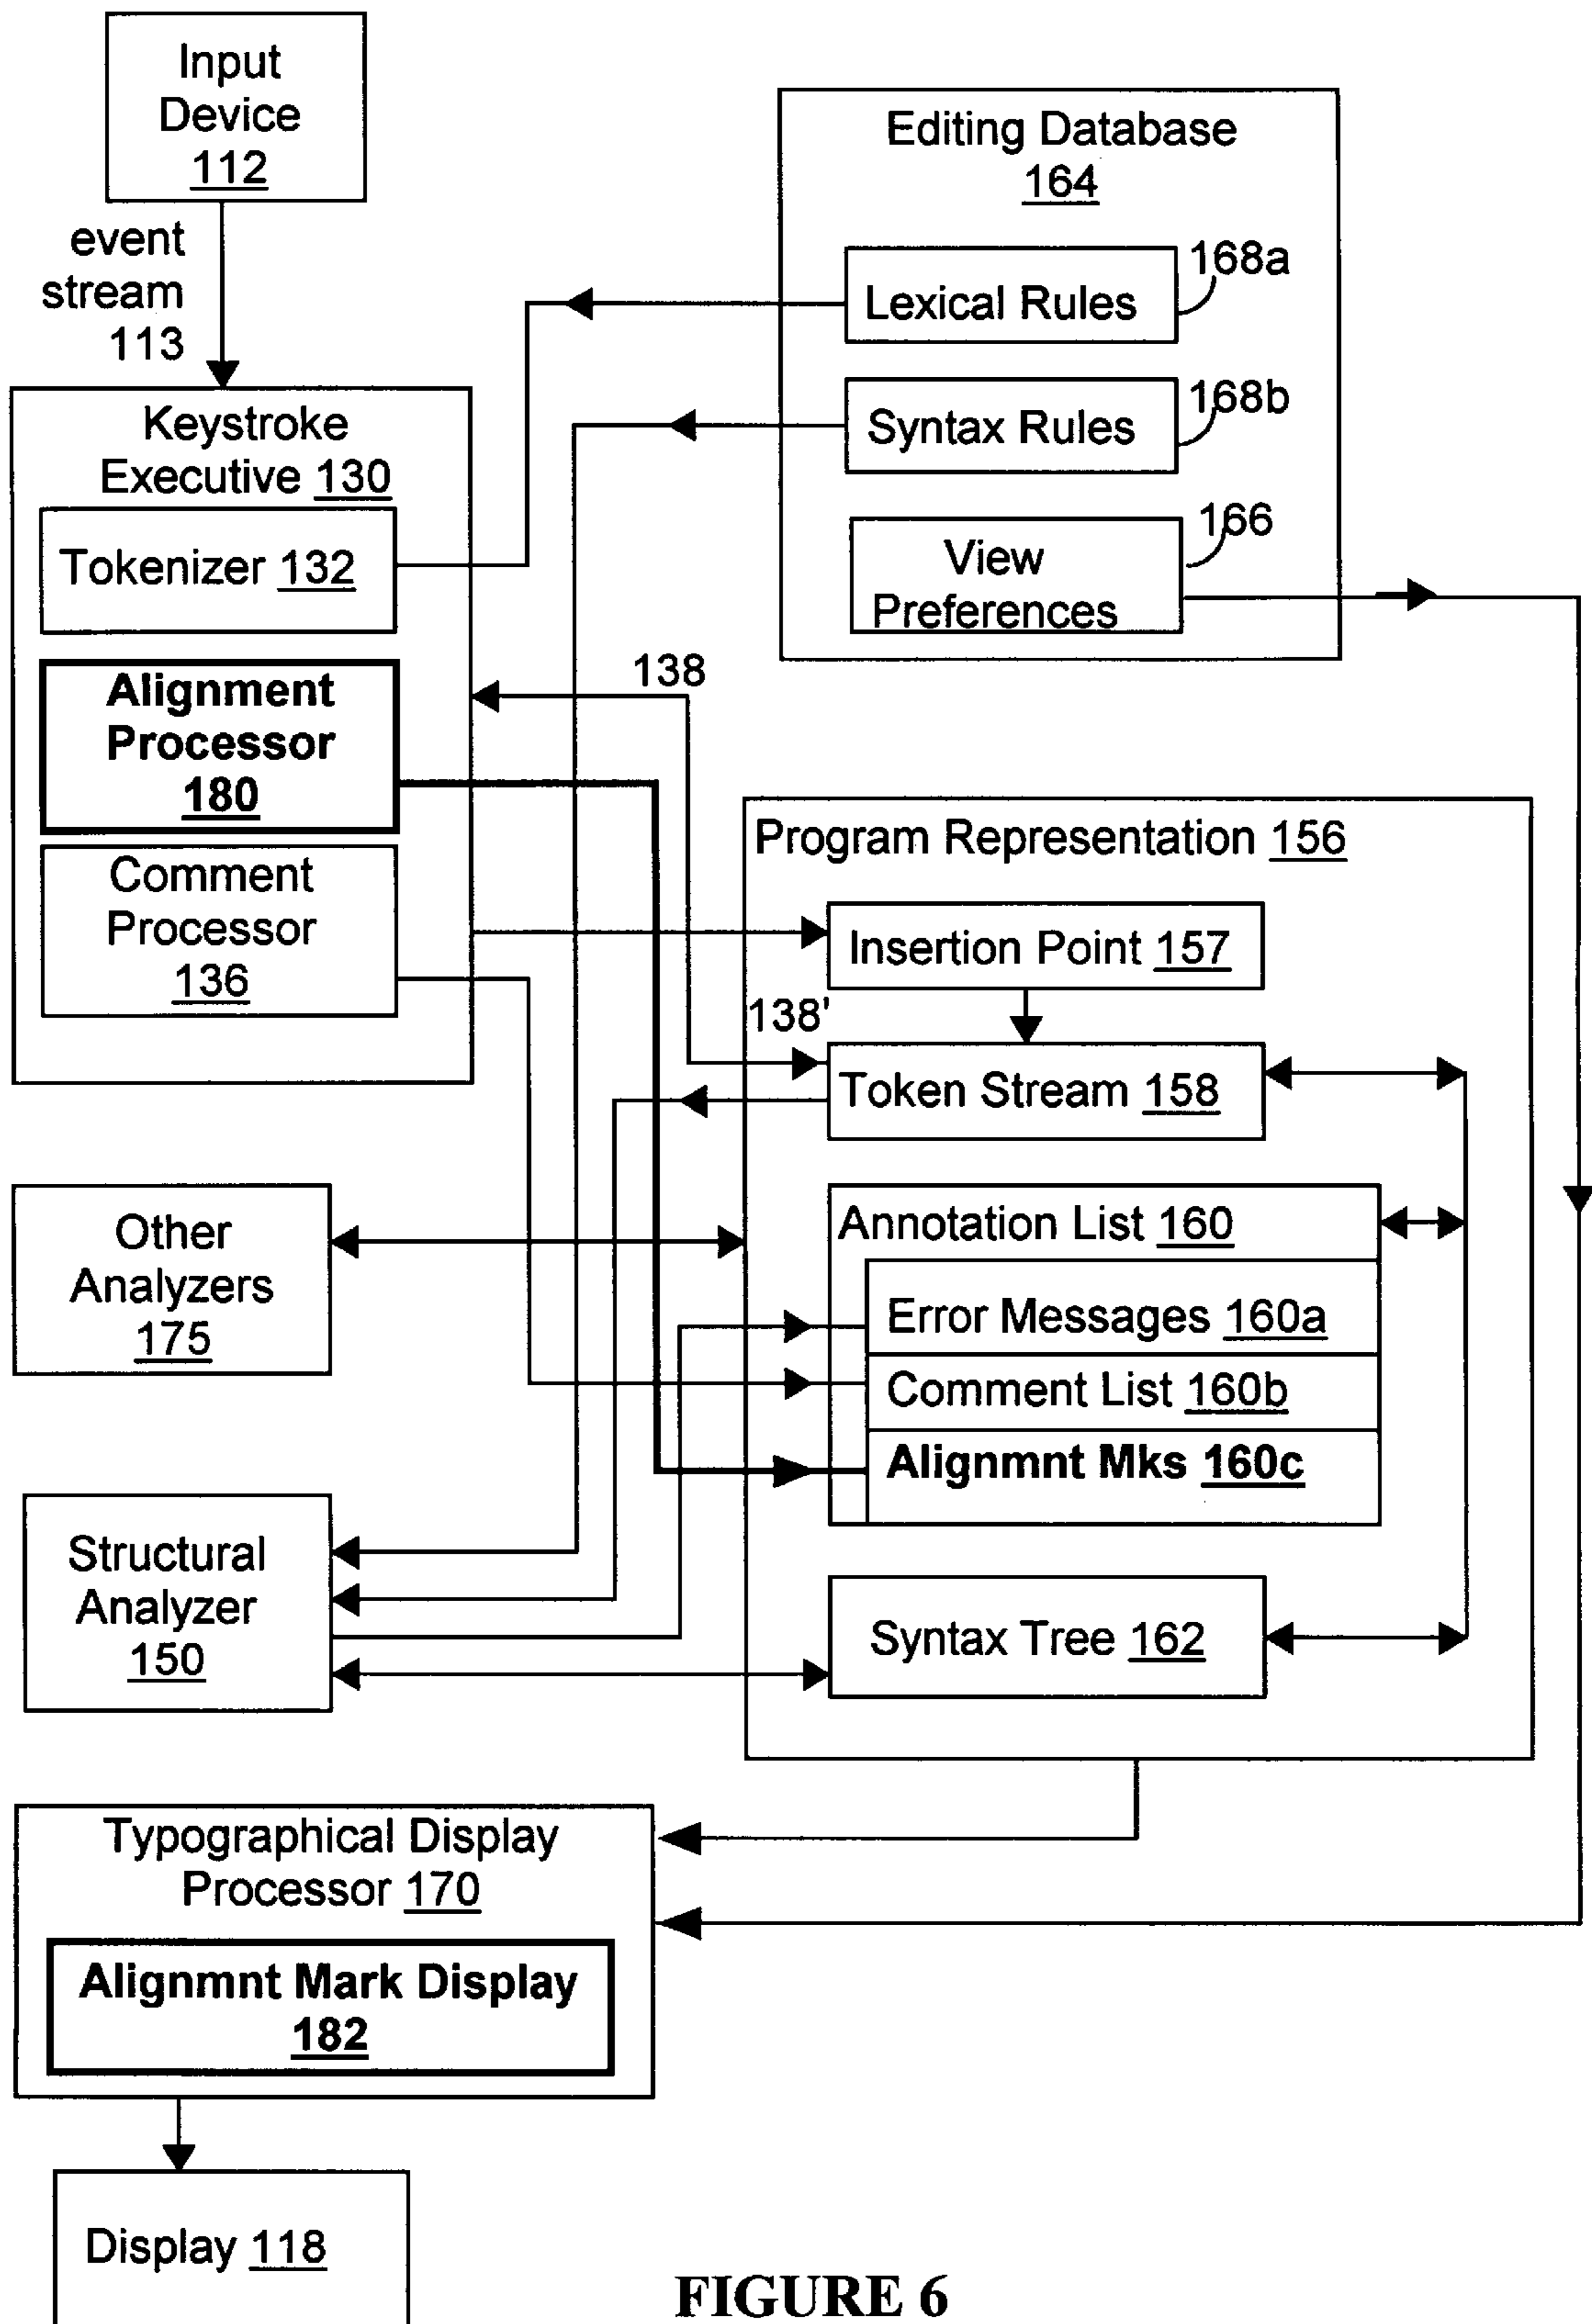 Input
Device
112
event
stream
113
Editing Database
164
Lexical Rules
168a
Syntax Rules
168b
View
Preferences
166
Keystroke
Executive 130
Tokenizer 132
Alignment
Processor
180
Comment
Processor
136
138
Program Representation 156
Insertion Point 157
138'
Token Stream 158
Other
Analyzers
175
Annotation List 160
Error Messages 160a
Comment List 160b
Alignmnt Mks 160c
Structural
Analyzer
150
Syntax Tree 162
Typographical Display
Processor 170
Alignmnt Mark Display
182
Display 118
FIGURE 6